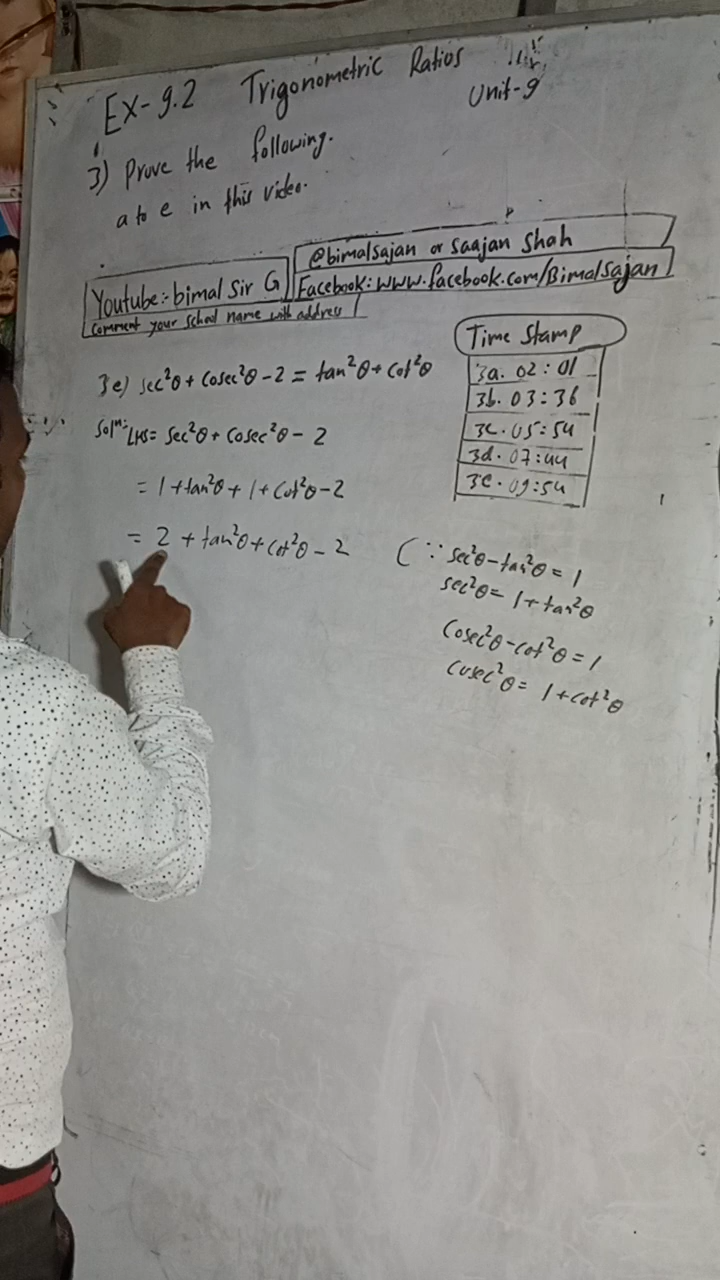 Ex-9.2 Trigonometric Ratios
Unit-9
3) Prove the following.
a to e in this video.
@bimalsajan or Saajan Shah
Youtube:- bimal Sir G
Facebook: www.facebook.com/Bimalsajan
Comment your School name with address
Time Stamp
3a. 02:01
3b. 03:36
3c. 05:54
3d. 07:44
3e. 09:54
3e) sec²θ + cosec²θ - 2 = tan²θ + cot²θ
Solⁿ:- LHS = sec²θ + cosec²θ - 2
= 1 + tan²θ + 1 + cot²θ - 2
= 2 + tan²θ + cot²θ - 2
(∵ sec²θ - tan²θ = 1
sec²θ = 1 + tan²θ
cosec²θ - cot²θ = 1
cosec²θ = 1 + cot²θ